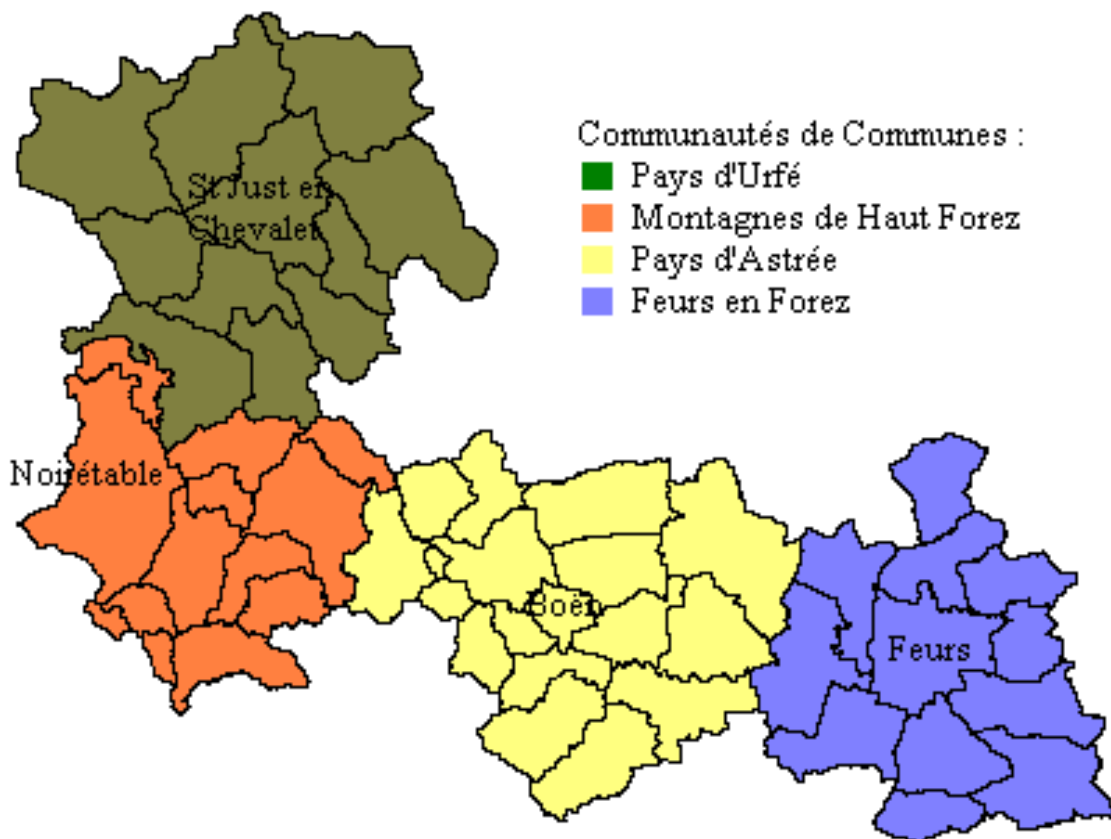 Communautés de Communes :
Pays d'Urfé
Montagnes de Haut Forez
Pays d'Astrée
Feurs en Forez
St Just en
Chevalet
Noirétable
Boën
Feurs